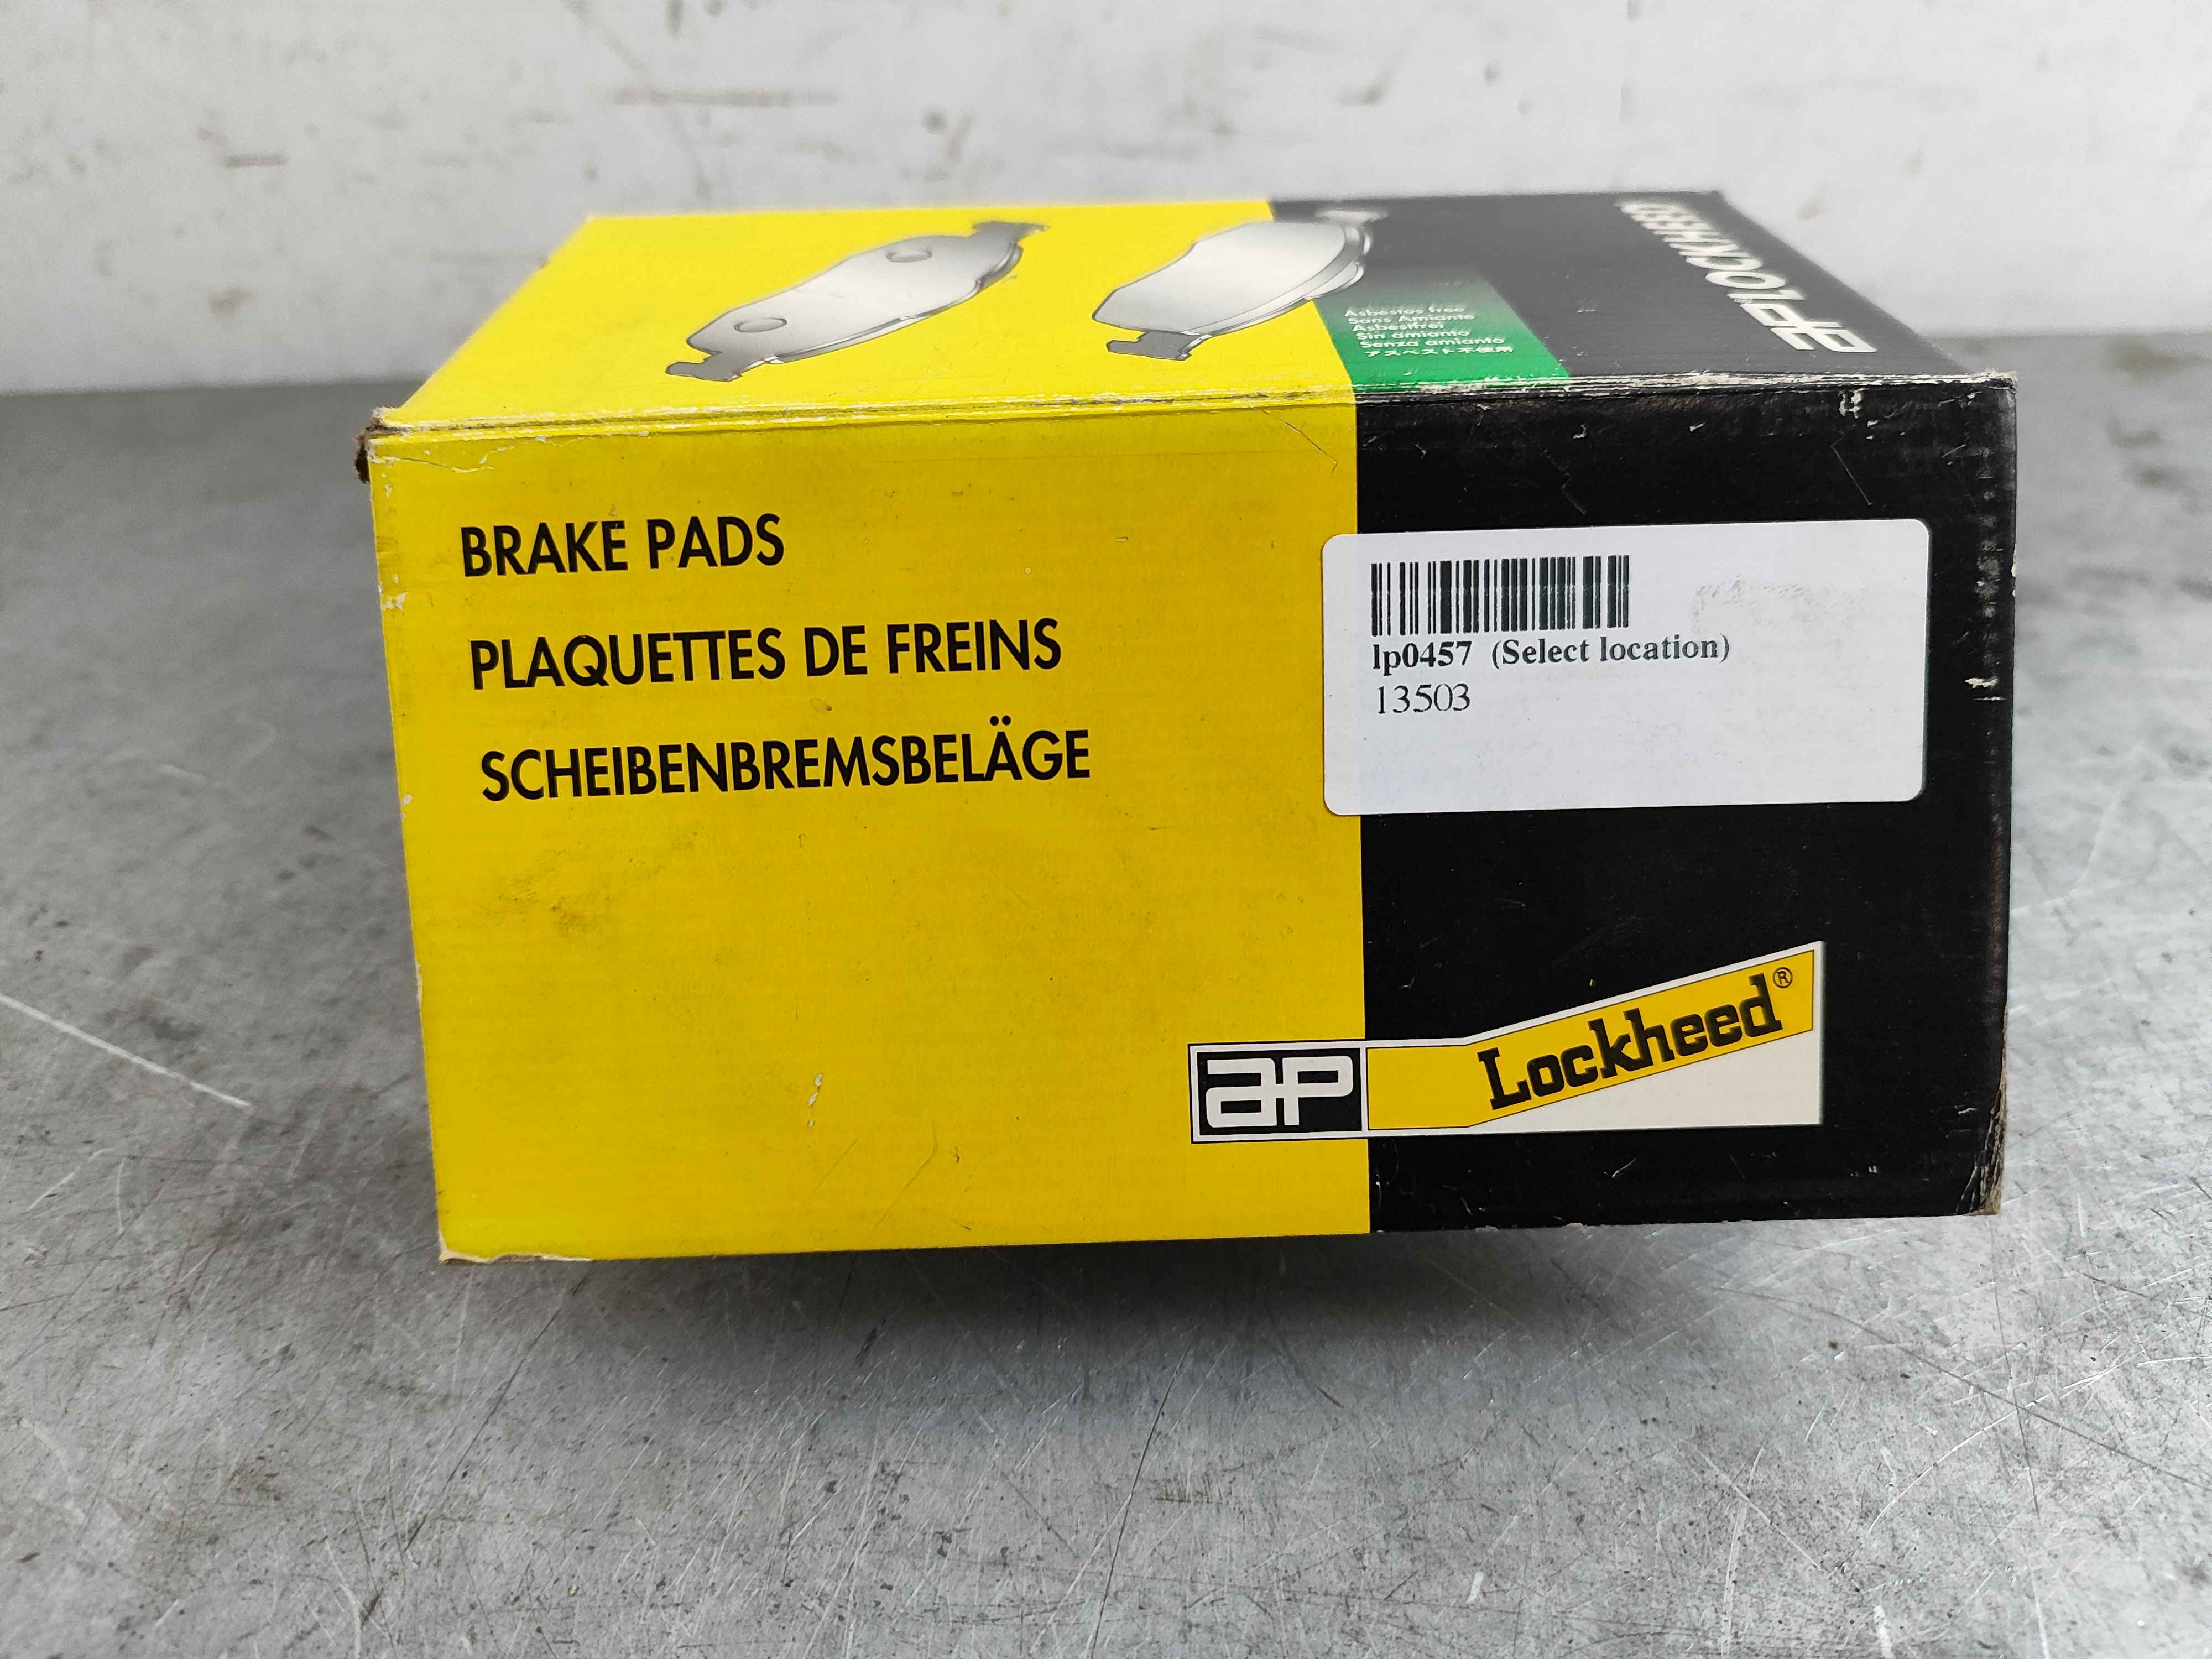 ap LOCKHEED
Asbestos free
Sans Amiante
Asbestfrei
Sin amianto
Senza amianto
アスベスト不使用
BRAKE PADS
PLAQUETTES DE FREINS
SCHEIBENBREMSBELÄGE
lp0457 (Select location)
13503
ap Lockheed®